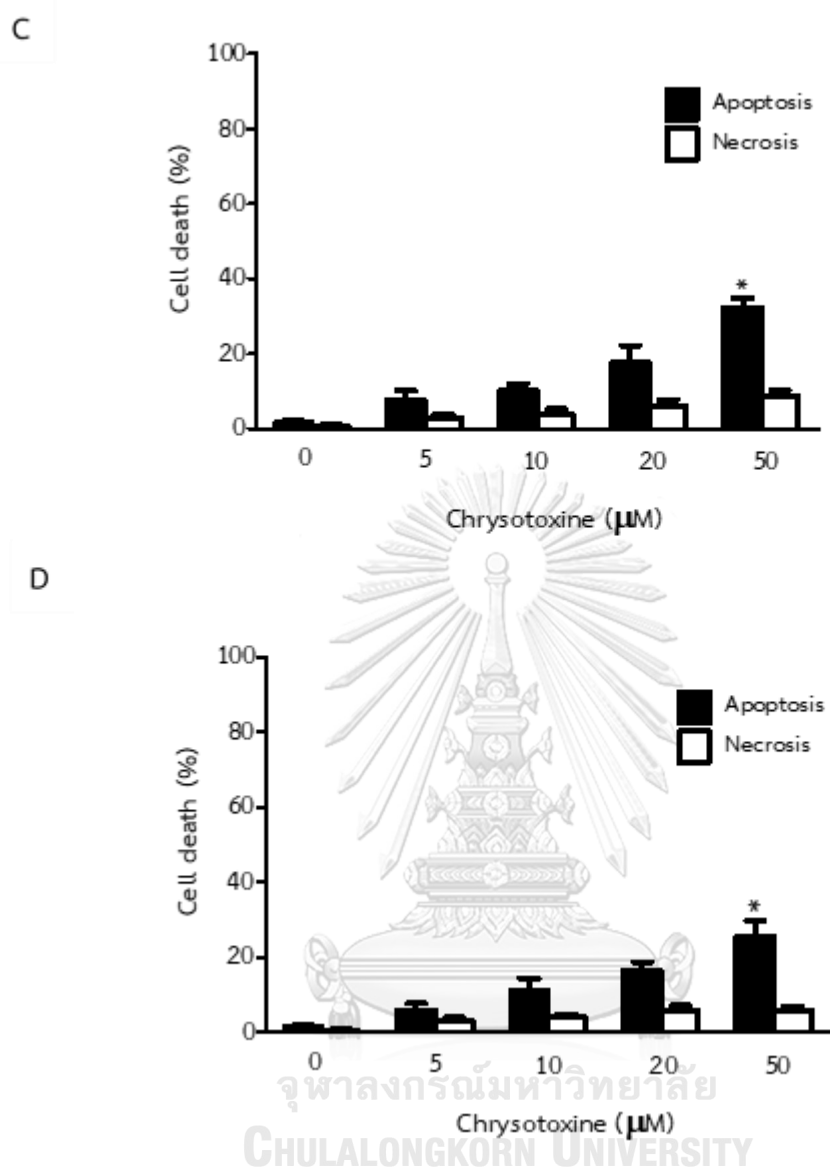 C
100
80
60
40
20
0
Cell death (%)
Apoptosis
Necrosis
*
0 5 10 20 50
Chrysotoxine (µM)
D
100
80
60
40
20
0
Cell death (%)
Apoptosis
Necrosis
*
0 5 10 20 50
จุฬาลงกรณ์มหาวิทยาลัย
Chrysotoxine (µM)
CHULALONGKORN UNIVERSITY